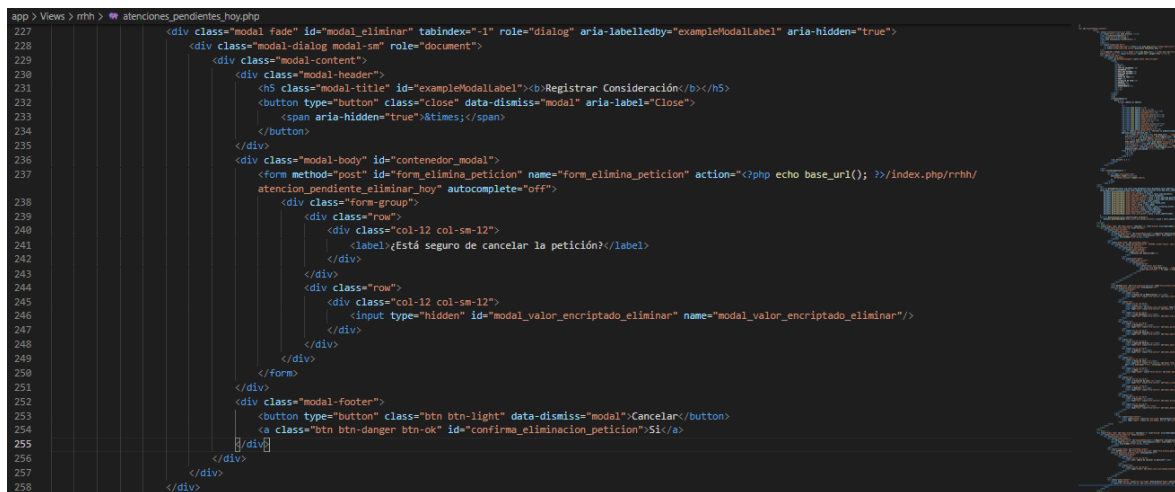 app > Views > rrhh > atenciones_pendientes_hoy.php
227 <div class="modal fade" id="modal_eliminar" tabindex="-1" role="dialog" aria-labelledby="exampleModalLabel" aria-hidden="true">
228 <div class="modal-dialog modal-sm" role="document">
229 <div class="modal-content">
230 <div class="modal-header">
231 <h5 class="modal-title" id="exampleModalLabel"><b>Registrar Consideración</b></h5>
232 <button type="button" class="close" data-dismiss="modal" aria-label="Close">
233 <span aria-hidden="true">&times;</span>
234 </button>
235 </div>
236 <div class="modal-body" id="contenedor_modal">
237 <form method="post" id="form_elimina_peticion" name="form_elimina_peticion" action="<?php echo base_url(); ?>/index.php/rrhh/
atencion_pendiente_eliminar_hoy" autocomplete="off">
238 <div class="form-group">
239 <div class="row">
240 <div class="col-12 col-sm-12">
241 <label>¿Está seguro de cancelar la petición?</label>
242 </div>
243 </div>
244 <div class="row">
245 <div class="col-12 col-sm-12">
246 <input type="hidden" id="modal_valor_encriptado_eliminar" name="modal_valor_encriptado_eliminar"/>
247 </div>
248 </div>
249 </div>
250 </form>
251 </div>
252 <div class="modal-footer">
253 <button type="button" class="btn btn-light" data-dismiss="modal">Cancelar</button>
254 <a class="btn btn-danger btn-ok" id="confirma_eliminacion_peticion">Si</a>
255 </div>
256 </div>
257 </div>
258 </div>